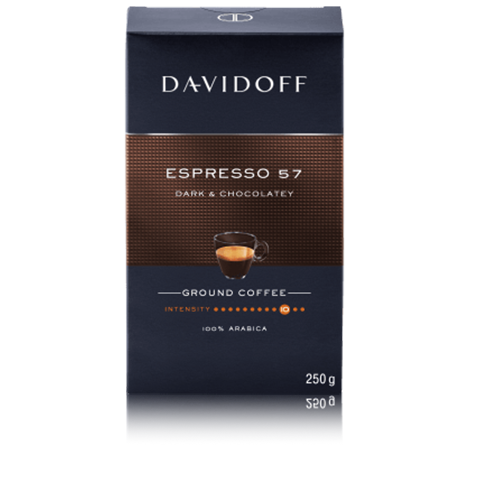 DAVIDOFF
ESPRESSO 57
DARK & CHOCOLATEY
GROUND COFFEE
INTENSITY 10
100% ARABICA
250 g